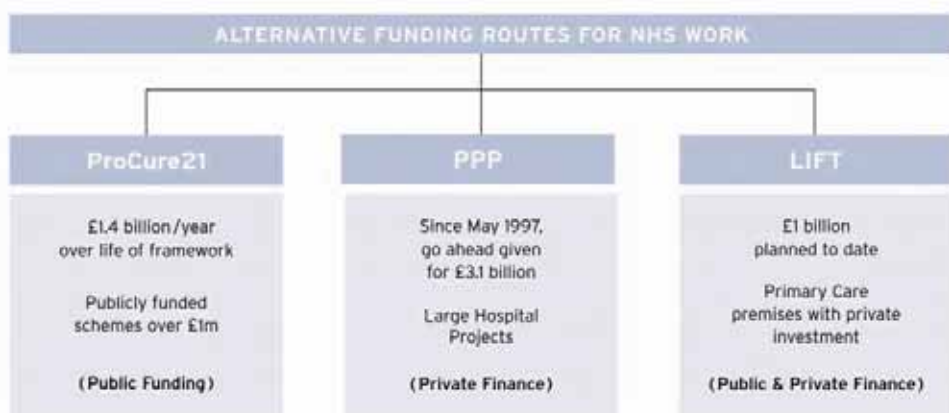 ALTERNATIVE FUNDING ROUTES FOR NHS WORK
ProCure21
£1.4 billion/year
over life of framework
Publicly funded
schemes over £1m
(Public Funding)
PPP
Since May 1997,
go ahead given
for £3.1 billion
Large Hospital
Projects
(Private Finance)
LIFT
£1 billion
planned to date
Primary Care
premises with private
investment
(Public & Private Finance)